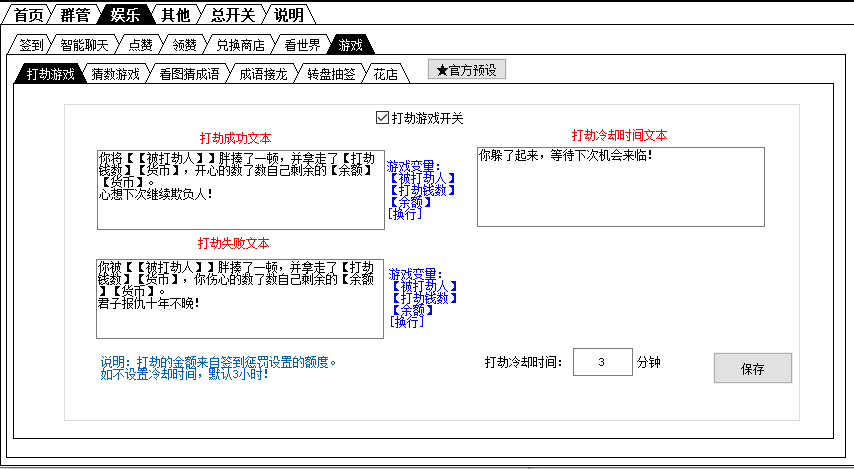 首页 群管 娱乐 其他 总开关 说明
签到 智能聊天 点赞 领赞 兑换商店 看世界 游戏
打劫游戏 猜数游戏 看图猜成语 成语接龙 转盘抽签 花店 ★官方预设
打劫游戏开关
打劫成功文本
你将【【被打劫人】】胖揍了一顿，并拿走了【打劫
钱数】【货币】，开心的数了数自己剩余的【余额】
【货币】。
心想下次继续欺负人！
游戏变量：
【被打劫人】
【打劫钱数】
【余额】
[换行]
打劫冷却时间文本
你躲了起来，等待下次机会来临！
打劫失败文本
你被【【被打劫人】】胖揍了一顿，并拿走了【打劫
钱数】【货币】，你伤心的数了数自己剩余的【余额
】【货币】。
君子报仇十年不晚！
游戏变量：
【被打劫人】
【打劫钱数】
【余额】
[换行]
说明：打劫的金额来自签到惩罚设置的额度。
如不设置冷却时间，默认3小时！
打劫冷却时间： 3 分钟
保存